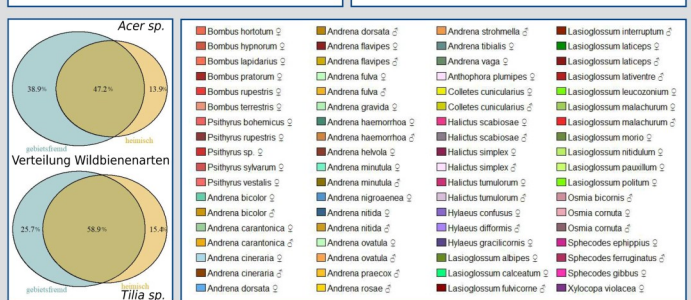 Acer sp.
38.9%
47.2%
13.9%
gebietsfremd
heimisch
Verteilung Wildbienenarten
25.7%
58.9%
15.4%
gebietsfremd
heimisch
Tilia sp.
Bombus hortotum ♀
Bombus hypnorum ♀
Bombus lapidarius ♀
Bombus pratorum ♀
Bombus rupestris ♀
Bombus terrestris ♀
Psithyrus bohemicus ♀
Psithyrus rupestris ♀
Psithyrus sp. ♀
Psithyrus sylvarum ♀
Psithyrus vestalis ♀
Andrena bicolor ♀
Andrena bicolor ♂
Andrena carantonica ♀
Andrena carantonica ♂
Andrena cineraria ♀
Andrena cineraria ♂
Andrena dorsata ♀
Andrena dorsata ♂
Andrena flavipes ♀
Andrena flavipes ♂
Andrena fulva ♀
Andrena fulva ♂
Andrena gravida ♀
Andrena haemorrhoa ♀
Andrena haemorrhoa ♂
Andrena helvola ♀
Andrena minutula ♀
Andrena minutula ♂
Andrena nigroaenea ♀
Andrena nitida ♀
Andrena nitida ♂
Andrena ovatula ♀
Andrena ovatula ♂
Andrena praecox ♂
Andrena rosae ♂
Andrena strohmella ♂
Andrena tibialis ♀
Andrena vaga ♀
Anthophora plumipes ♀
Colletes cunicularius ♀
Colletes cunicularius ♂
Halictus scabiosae ♀
Halictus scabiosae ♂
Halictus simplex ♀
Halictus simplex ♂
Halictus tumulorum ♀
Halictus tumulorum ♂
Hylaeus confusus ♀
Hylaeus difformis ♂
Hylaeus gracilicornis ♀
Lasioglossum albipes ♀
Lasioglossum calceatum ♀
Lasioglossum fulvicorne ♂
Lasioglossum interruptum ♂
Lasioglossum laticeps ♀
Lasioglossum laticeps ♂
Lasioglossum lativentre ♂
Lasioglossum leucozonium ♀
Lasioglossum malachurum ♀
Lasioglossum malachurum ♂
Lasioglossum morio ♀
Lasioglossum nitidulum ♀
Lasioglossum pauxillum ♀
Lasioglossum politum ♀
Osmia bicornis ♂
Osmia cornuta ♀
Osmia cornuta ♂
Sphecodes ephippius ♀
Sphecodes ferruginatus ♂
Sphecodes gibbus ♀
Xylocopa violacea ♀